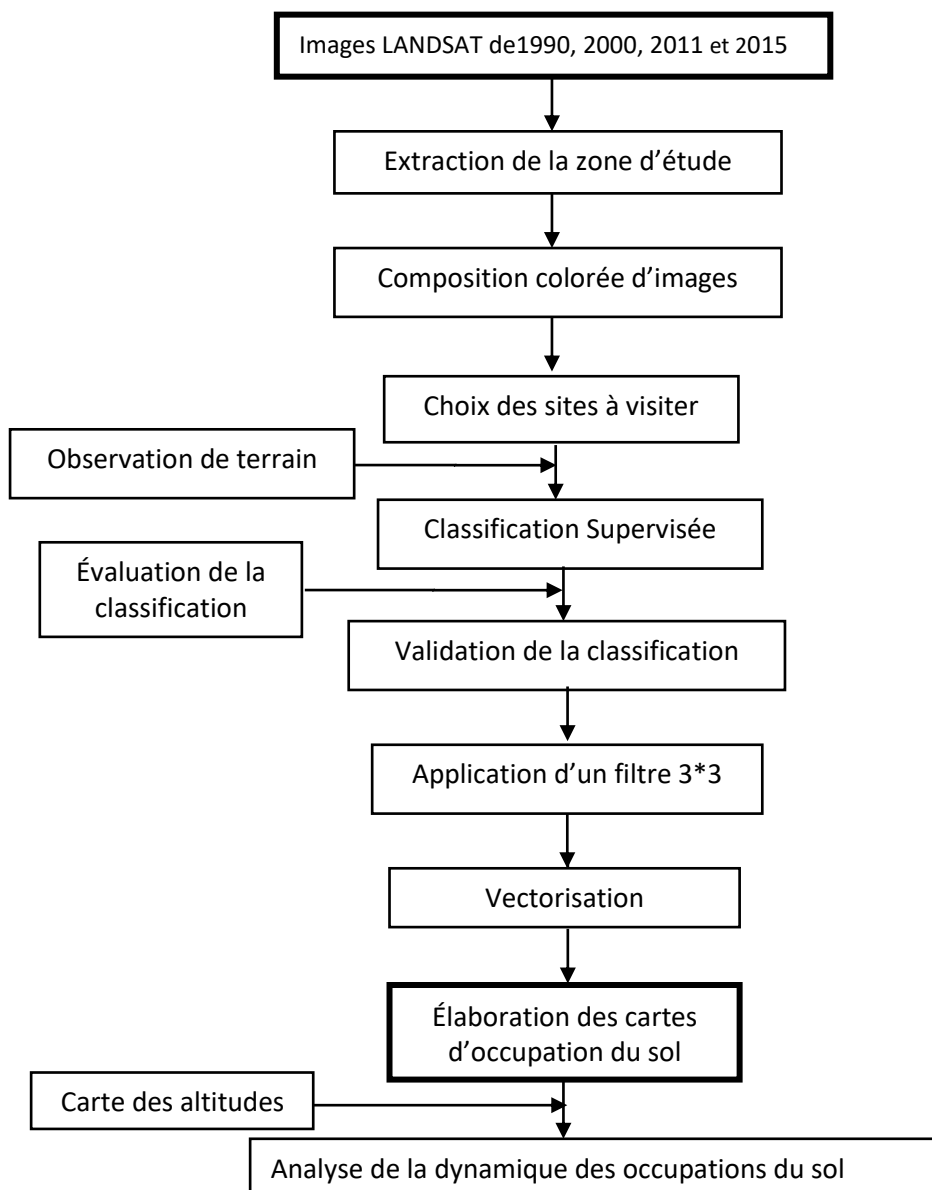 Images LANDSAT de1990, 2000, 2011 et 2015
Extraction de la zone d’étude
Composition colorée d’images
Choix des sites à visiter
Observation de terrain
Classification Supervisée
Évaluation de la
classification
Validation de la classification
Application d’un filtre 3*3
Vectorisation
Élaboration des cartes
d’occupation du sol
Carte des altitudes
Analyse de la dynamique des occupations du sol